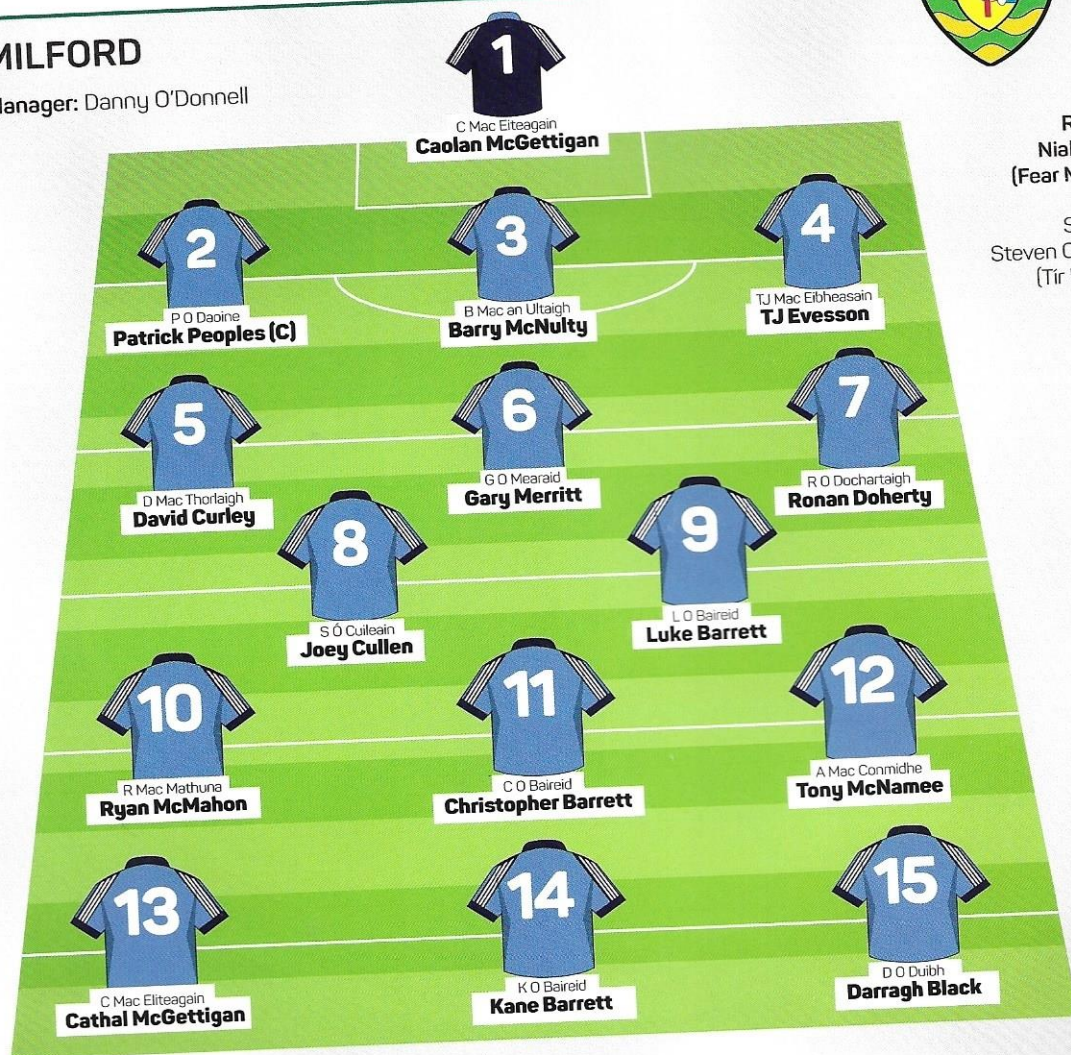 MILFORD
Manager: Danny O'Donnell
1
C Mac Eiteagain
Caolan McGettigan
2
P O Daoine
Patrick Peoples (C)
3
B Mac an Ultaigh
Barry McNulty
4
TJ Mac Eibheasain
TJ Evesson
5
D Mac Thorlaigh
David Curley
6
G O Mearaid
Gary Merritt
7
R O Dochartaigh
Ronan Doherty
8
S Ó Cuileain
Joey Cullen
9
L O Baireid
Luke Barrett
10
R Mac Mathuna
Ryan McMahon
11
C O Baireid
Christopher Barrett
12
A Mac Conmidhe
Tony McNamee
13
C Mac Eliteagain
Cathal McGettigan
14
K O Baireid
Kane Barrett
15
D O Duibh
Darragh Black
(Fear
Steven
(Tír